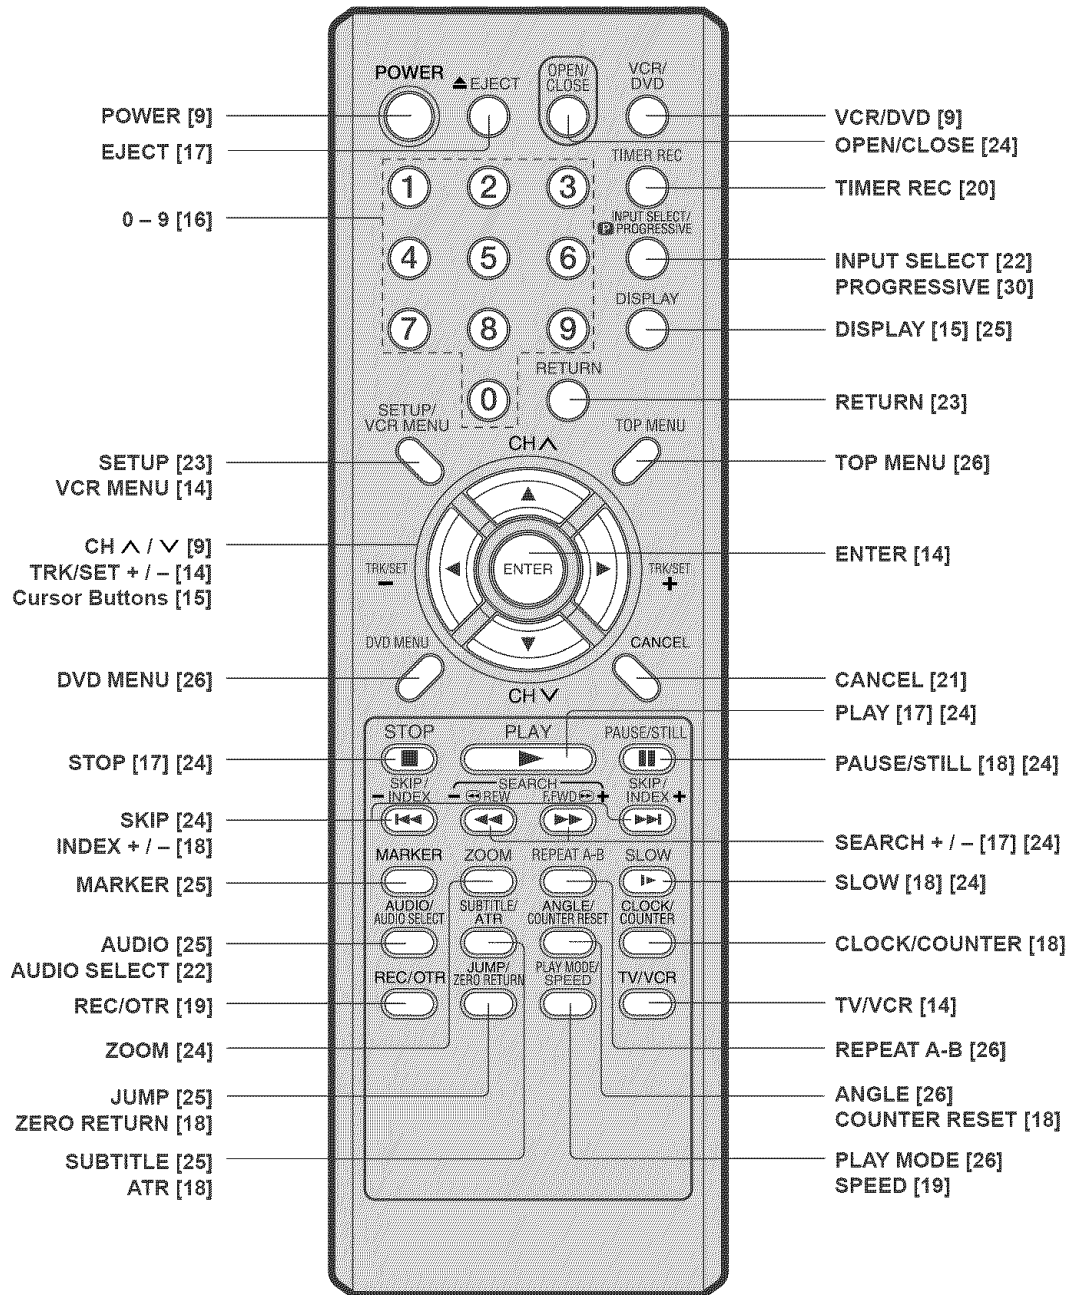 POWER
▲EJECT
OPEN/
CLOSE
VCR/
DVD
POWER [9]
EJECT [17]
VCR/DVD [9]
OPEN/CLOSE [24]
TIMER REC
1
2
3
TIMER REC [20]
0 – 9 [16]
INPUT SELECT/
P PROGRESSIVE
4
5
6
INPUT SELECT [22]
PROGRESSIVE [30]
DISPLAY
7
8
9
DISPLAY [15] [25]
RETURN
0
RETURN [23]
SETUP/
VCR MENU
CH ∧
TOP MENU
SETUP [23]
VCR MENU [14]
TOP MENU [26]
CH ∧ / ∨ [9]
TRK/SET + / – [14]
Cursor Buttons [15]
TRK/SET
–
ENTER
TRK/SET
+
ENTER [14]
DVD MENU
CANCEL
DVD MENU [26]
CH ∨
CANCEL [21]
PLAY [17] [24]
STOP
PLAY
PAUSE/STILL
STOP [17] [24]
PAUSE/STILL [18] [24]
– SKIP/
INDEX
– SEARCH +
REW
F.FWD
SKIP/
INDEX +
SKIP [24]
INDEX + / – [18]
SEARCH + / – [17] [24]
MARKER
ZOOM
REPEAT A-B
SLOW
MARKER [25]
SLOW [18] [24]
AUDIO/
AUDIO SELECT
SUBTITLE/
ATR
ANGLE/
COUNTER RESET
CLOCK/
COUNTER
AUDIO [25]
AUDIO SELECT [22]
CLOCK/COUNTER [18]
REC/OTR
JUMP/
ZERO RETURN
PLAY MODE/
SPEED
TV/VCR
REC/OTR [19]
TV/VCR [14]
ZOOM [24]
REPEAT A-B [26]
JUMP [25]
ZERO RETURN [18]
ANGLE [26]
COUNTER RESET [18]
SUBTITLE [25]
ATR [18]
PLAY MODE [26]
SPEED [19]